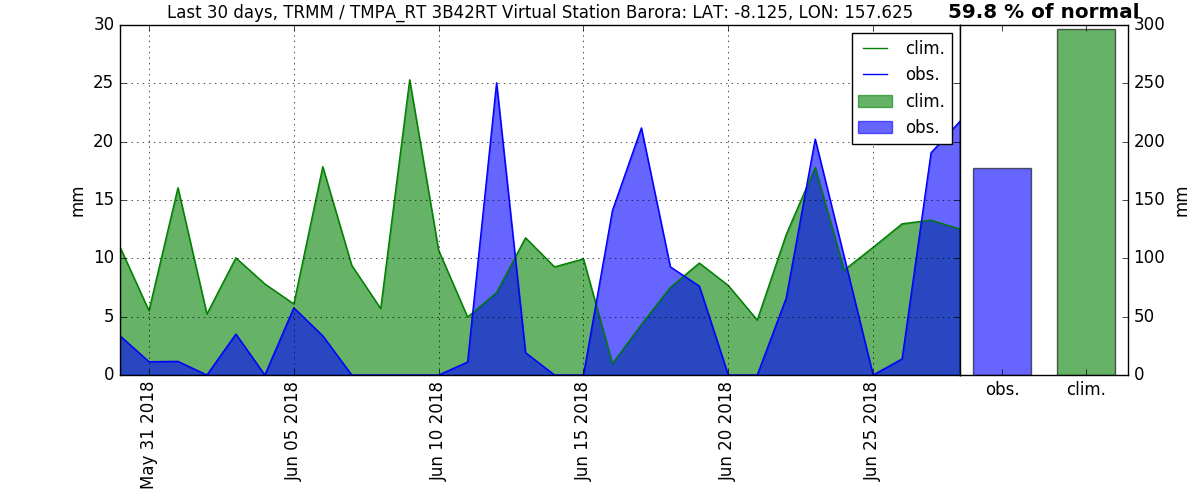 Last 30 days, TRMM / TMPA_RT 3B42RT Virtual Station Barora: LAT: -8.125, LON: 157.625
59.8 % of normal
30
25
20
15
10
5
0
mm
clim.
obs.
clim.
obs.
May 31 2018
Jun 05 2018
Jun 10 2018
Jun 15 2018
Jun 20 2018
Jun 25 2018
300
250
200
150
100
50
0
mm
obs.
clim.